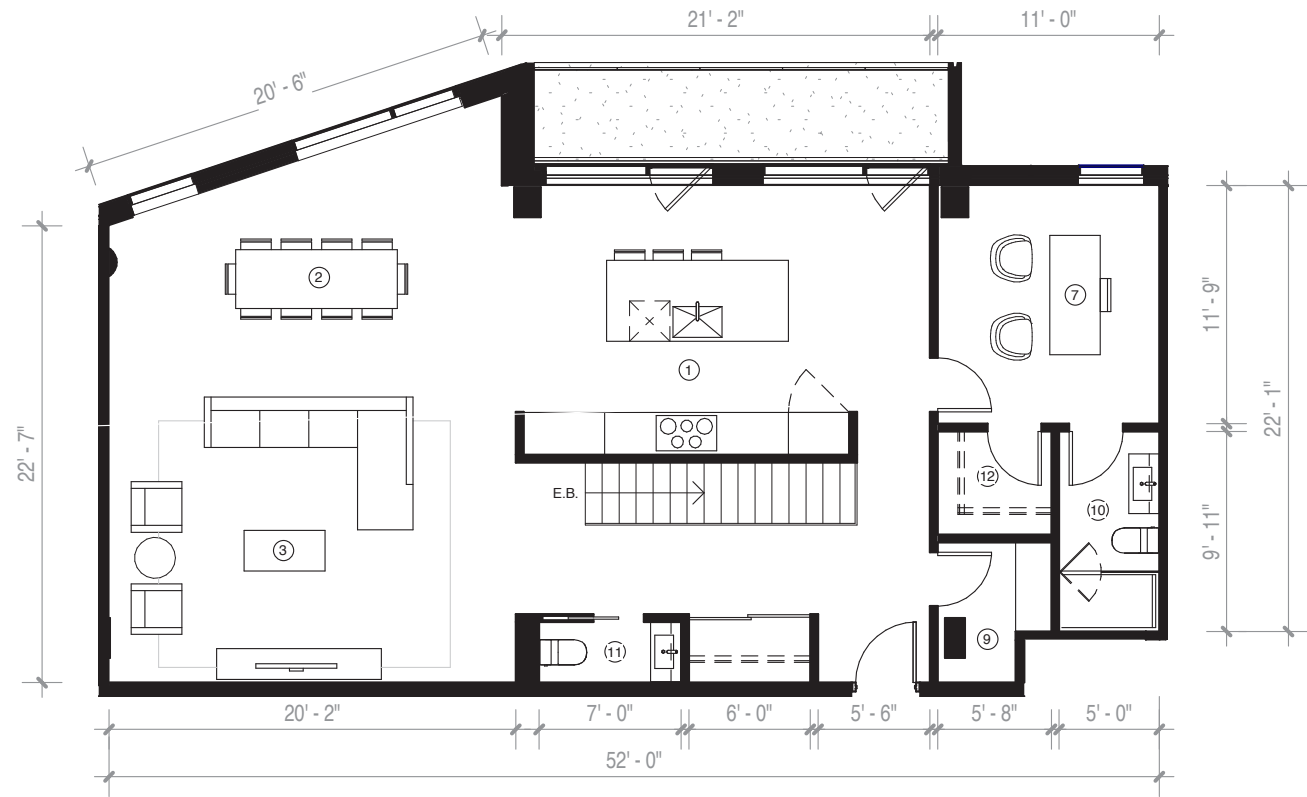 21' - 2"
11' - 0"
20' - 6"
2
7
11' - 9"
1
22' - 1"
22' - 7"
12
E.B.
10
9' - 11"
3
9
11
20' - 2"
7' - 0"
6' - 0"
5' - 6"
5' - 8"
5' - 0"
52' - 0"